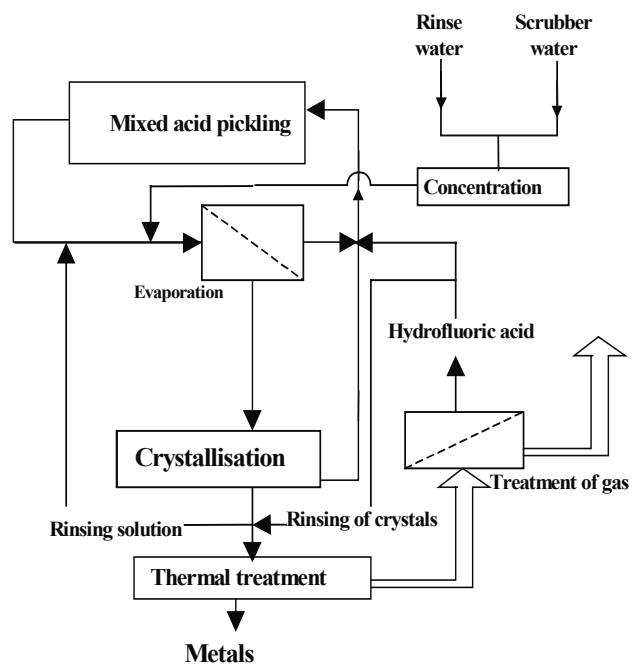 Rinse
water
Scrubber
water
Mixed acid pickling
Concentration
Evaporation
Hydrofluoric acid
Crystallisation
Treatment of gas
Rinsing solution
Rinsing of crystals
Thermal treatment
Metals